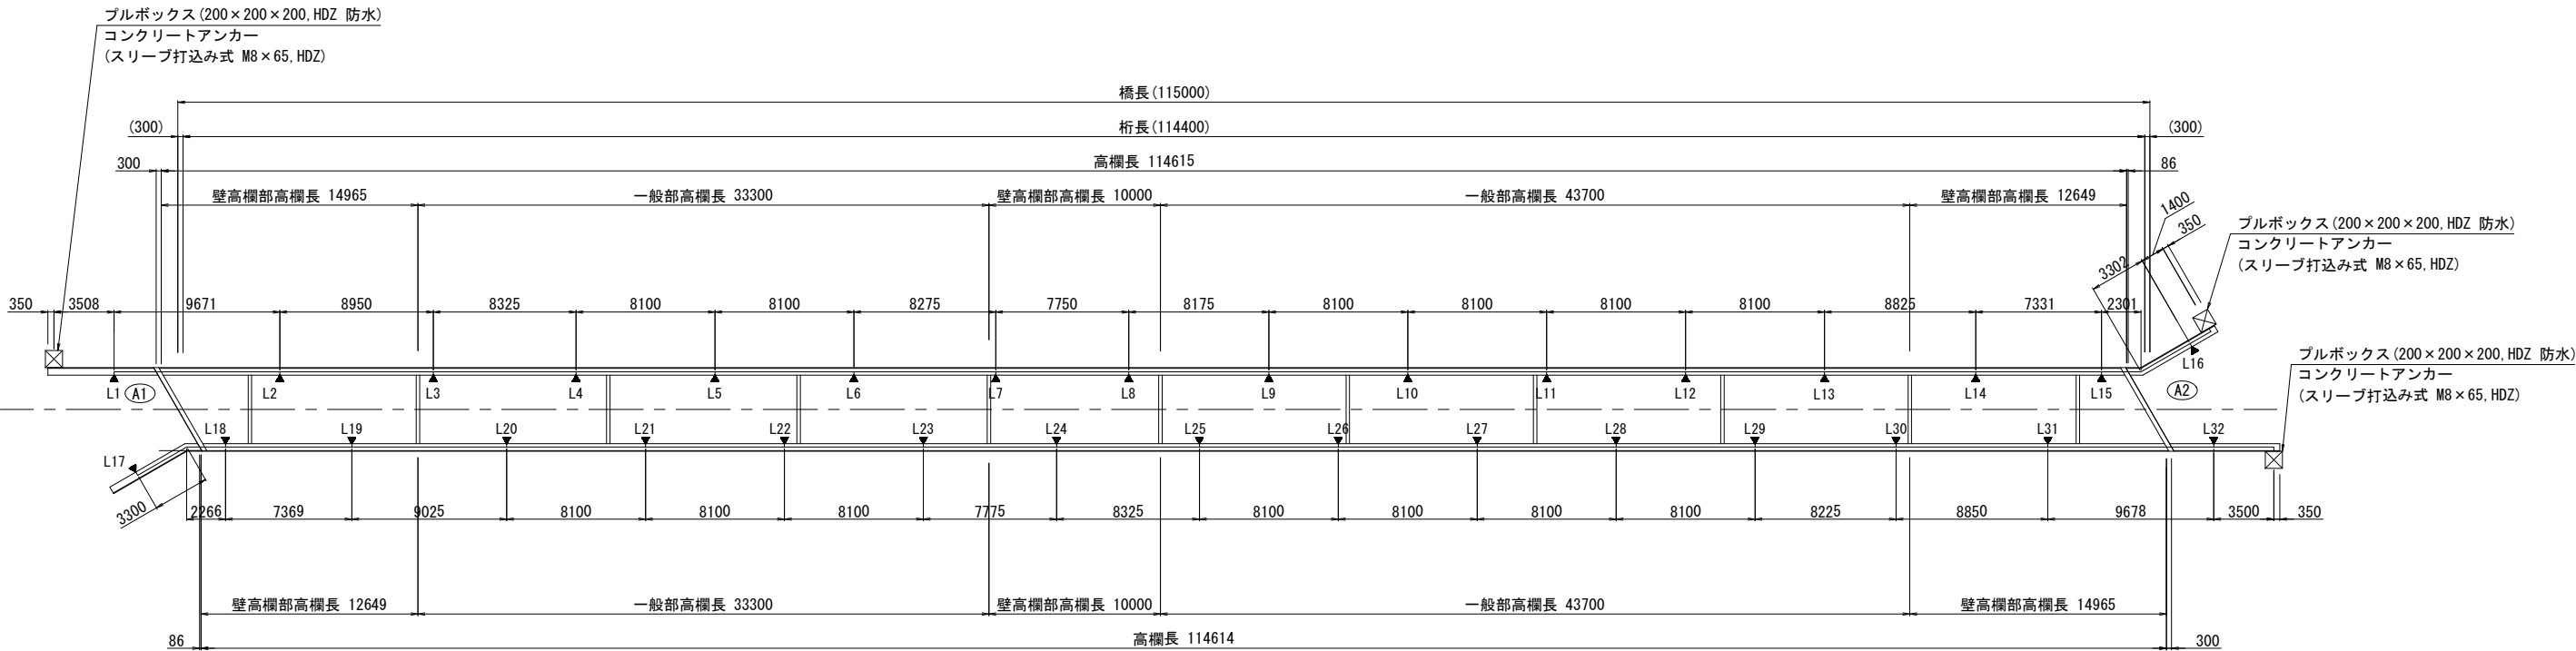 プルボックス(200×200×200,HDZ 防水)
コンクリートアンカー
(スリーブ打込み式 M8×65,HDZ)
橋長(115000)
(300)
桁長(114400)
(300)
300
高欄長 114615
86
壁高欄部高欄長 14965
一般部高欄長 33300
壁高欄部高欄長 10000
一般部高欄長 43700
壁高欄部高欄長 12649
1400
350
3302
プルボックス(200×200×200,HDZ 防水)
コンクリートアンカー
(スリーブ打込み式 M8×65,HDZ)
350
3508
9671
8950
8325
8100
8100
8275
7750
8175
8100
8100
8100
8100
8825
7331
2301
プルボックス(200×200×200,HDZ 防水)
コンクリートアンカー
(スリーブ打込み式 M8×65,HDZ)
L1
A1
L2
L3
L4
L5
L6
L7
L8
L9
L10
L11
L12
L13
L14
L15
L16
A2
L17
L18
L19
L20
L21
L22
L23
L24
L25
L26
L27
L28
L29
L30
L31
L32
3300
2266
7369
9025
8100
8100
8100
7775
8325
8100
8100
8100
8100
8225
8850
9678
3500
350
壁高欄部高欄長 12649
一般部高欄長 33300
壁高欄部高欄長 10000
一般部高欄長 43700
壁高欄部高欄長 14965
86
高欄長 114614
300